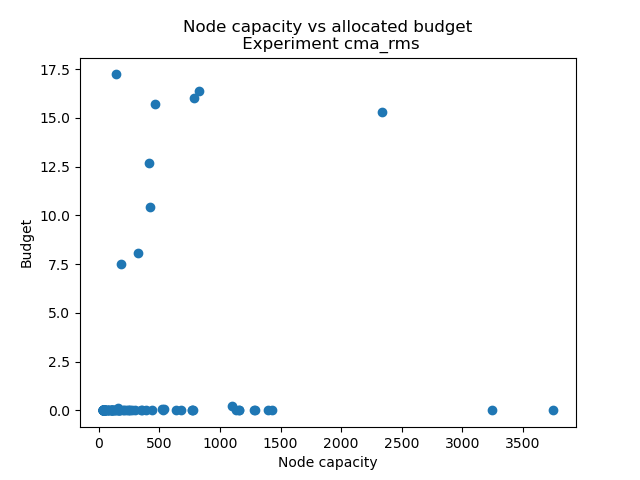 Node capacity vs allocated budget
Experiment cma_rms
17.5
15.0
12.5
10.0
7.5
5.0
2.5
0.0
Budget
0 500 1000 1500 2000 2500 3000 3500
Node capacity